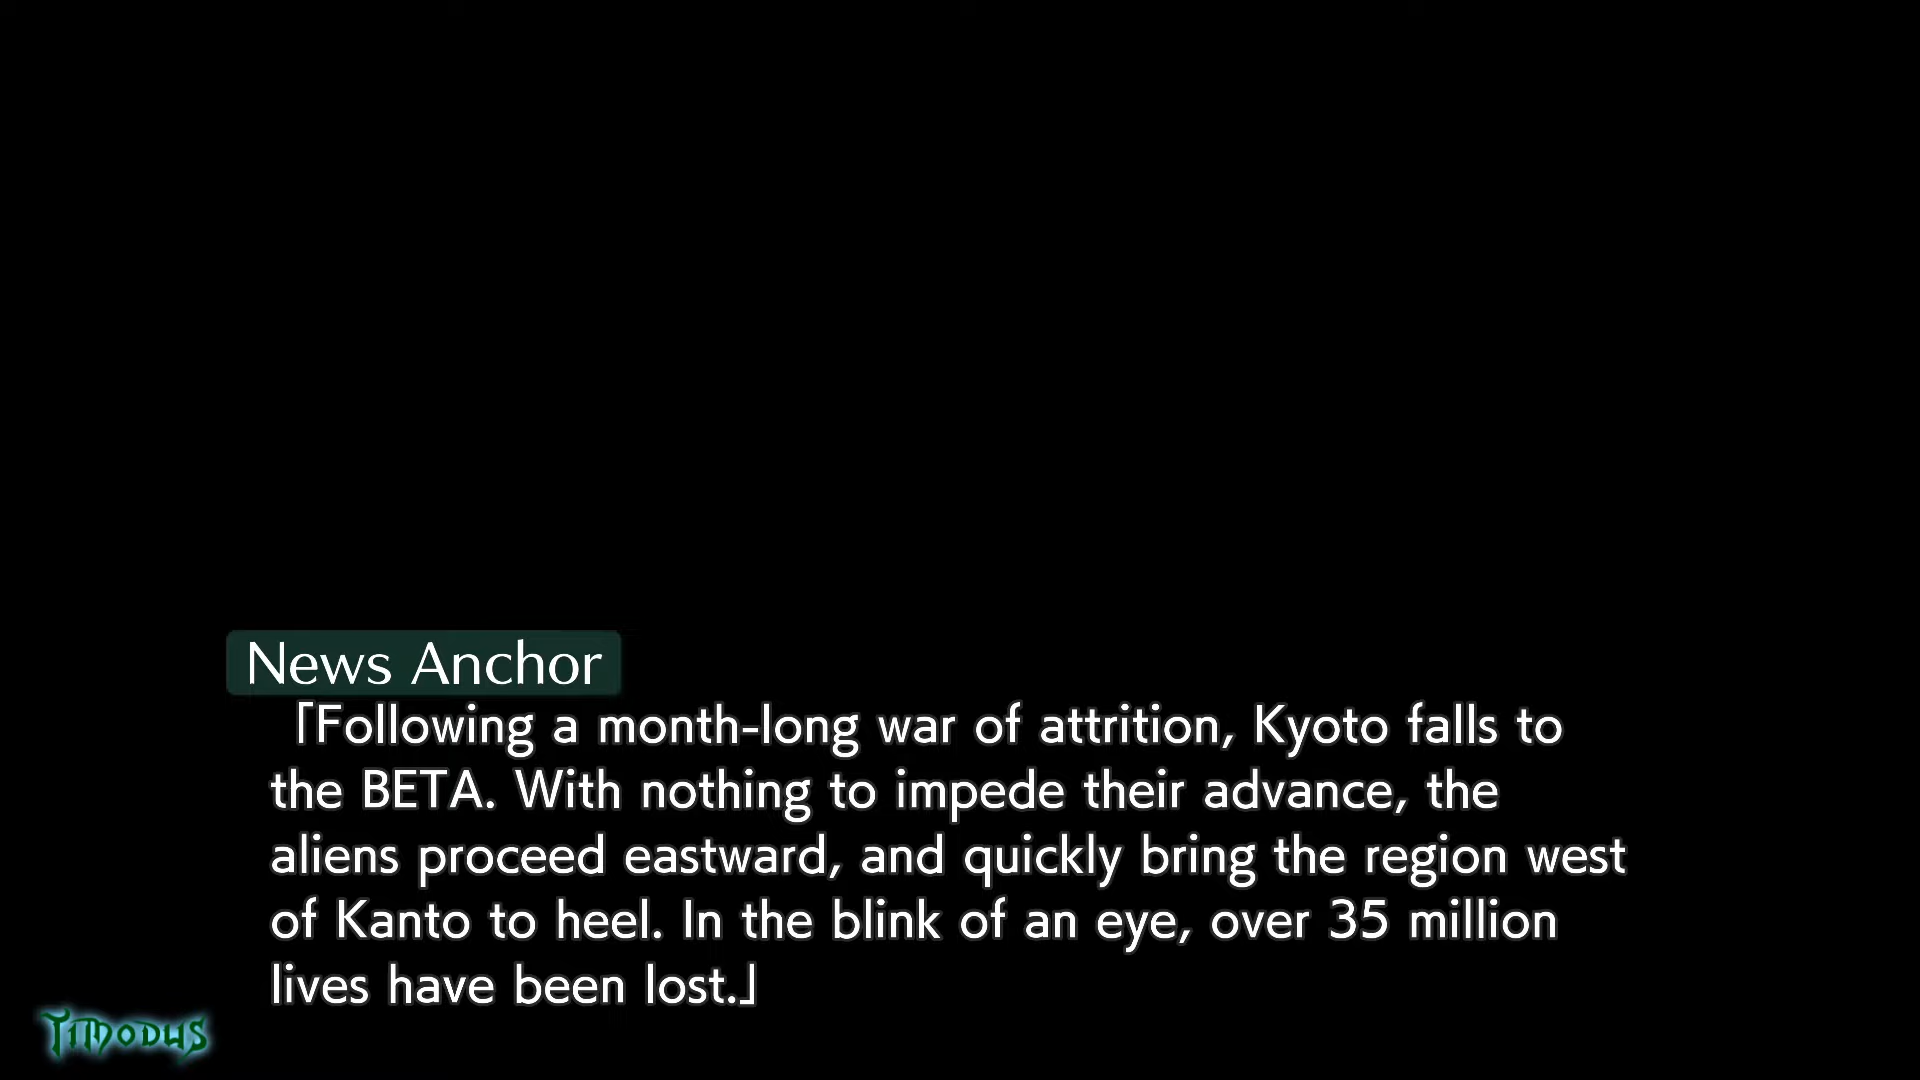 News Anchor
「Following a month-long war of attrition, Kyoto falls to
the BETA. With nothing to impede their advance, the
aliens proceed eastward, and quickly bring the region west
of Kanto to heel. In the blink of an eye, over 35 million
lives have been lost.」
TIMODUS